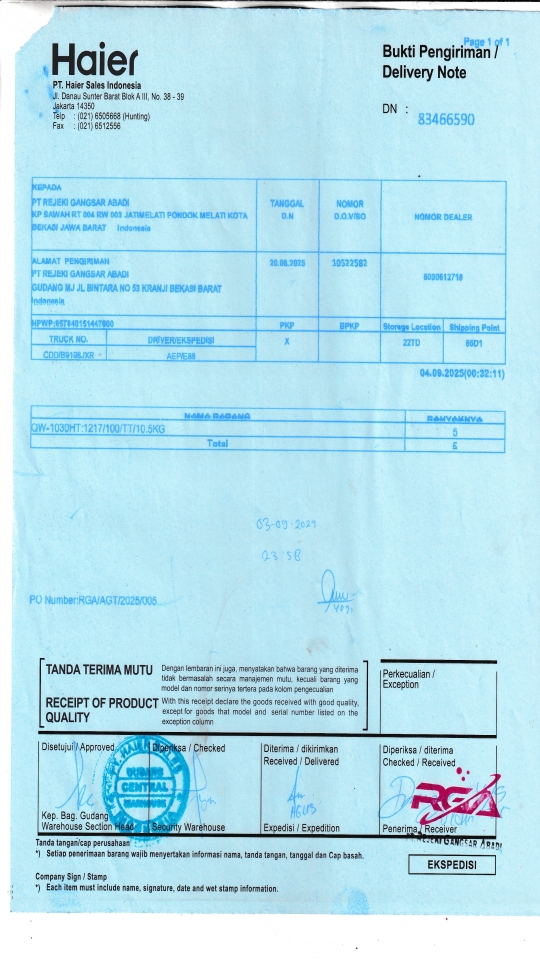 Page 1 of 1
Haier
Bukti Pengiriman /
Delivery Note
PT. Haier Sales Indonesia
Jl. Danau Sunter Barat Blok A III, No. 38 - 39
Jakarta 14350
Telp : (021) 6505668 (Hunting)
Fax : (021) 6512556
DN : 83466590
KEPADA
PT REJEKI GANGSAR ABADI
KP SAWAH RT 004 RW 003 JATIMELATI PONDOK MELATI KOTA
BEKASI JAWA BARAT Indonesia
TANGGAL
D.N
NOMOR
D.O.V/SO
NOMOR DEALER
ALAMAT PENGIRIMAN
PT REJEKI GANGSAR ABADI
GUDANG MJ JL BINTARA NO 53 KRANJI BEKASI BARAT
Indonesia
20.08.2025
10522582
8000612718
NPWP:657640151447000
PKP
BPKP
Storage Location
Shipping Point
TRUCK NO.
DRIVER/EKSPEDISI
X
22TD
65D1
CDD/B9198JXR
AEP/E88
04.09.2025(00:32:11)
NAMA BARANG
BANYAKNYA
QW-1030HT:1217/100/TT/10.5KG
5
Total
5
23:58
PO Number:RGA/AGT/2025/005
TANDA TERIMA MUTU
Dengan lembaran ini juga, menyatakan bahwa barang yang diterima
tidak bermasalah secara manajemen mutu, kecuali barang yang
model dan nomor serinya tertera pada kolom pengecualian
RECEIPT OF PRODUCT
QUALITY
With this receipt declare the goods received with good quality,
except for goods that model and serial number listed on the
exception column
Perkecualian /
Exception
Disetujui / Approved
Diperiksa / Checked
Diterima / dikirimkan
Received / Delivered
Diperiksa / diterima
Checked / Received
CENTRAL
WAREHOUSE
AGUS
RGA
Kep. Bag. Gudang
Warehouse Section Head
Security Warehouse
Expedisi / Expedition
Penerima / Receiver
PT. REJEKI GANGSAR ABADI
Tanda tangan/cap perusahaan
*) Setiap penerimaan barang wajib menyertakan informasi nama, tanda tangan, tanggal dan Cap basah.
EKSPEDISI
Company Sign / Stamp
*) Each item must include name, signature, date and wet stamp information.